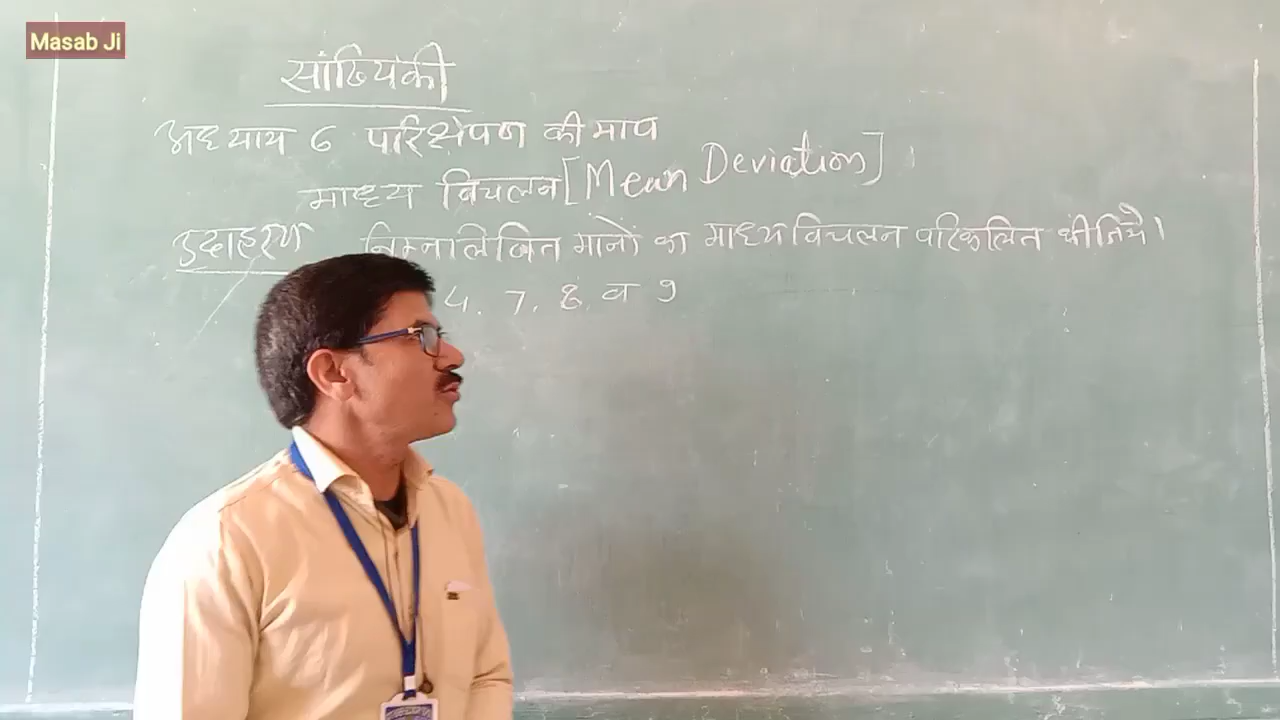 Masab Ji
सांख्यिकी
अध्याय 6 परिक्षेपण की माप
माध्य विचलन [Mean Deviation]
उदाहरण निम्नलिखित मानों का माध्य विचलन परिकलित कीजिये।
4, 7, 8 व 9